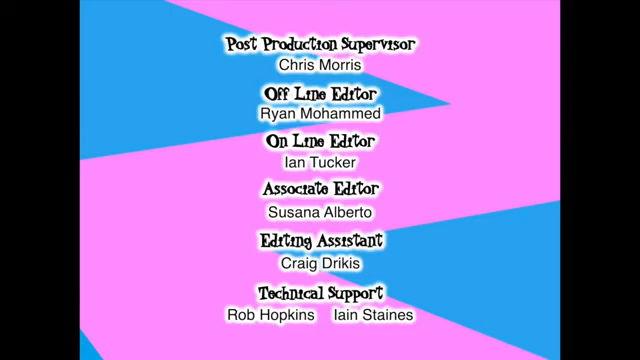 Post Production Supervisor
Chris Morris
Off Line Editor
Ryan Mohammed
On Line Editor
Ian Tucker
Associate Editor
Susana Alberto
Editing Assistant
Craig Drikis
Technical Support
Rob Hopkins Iain Staines